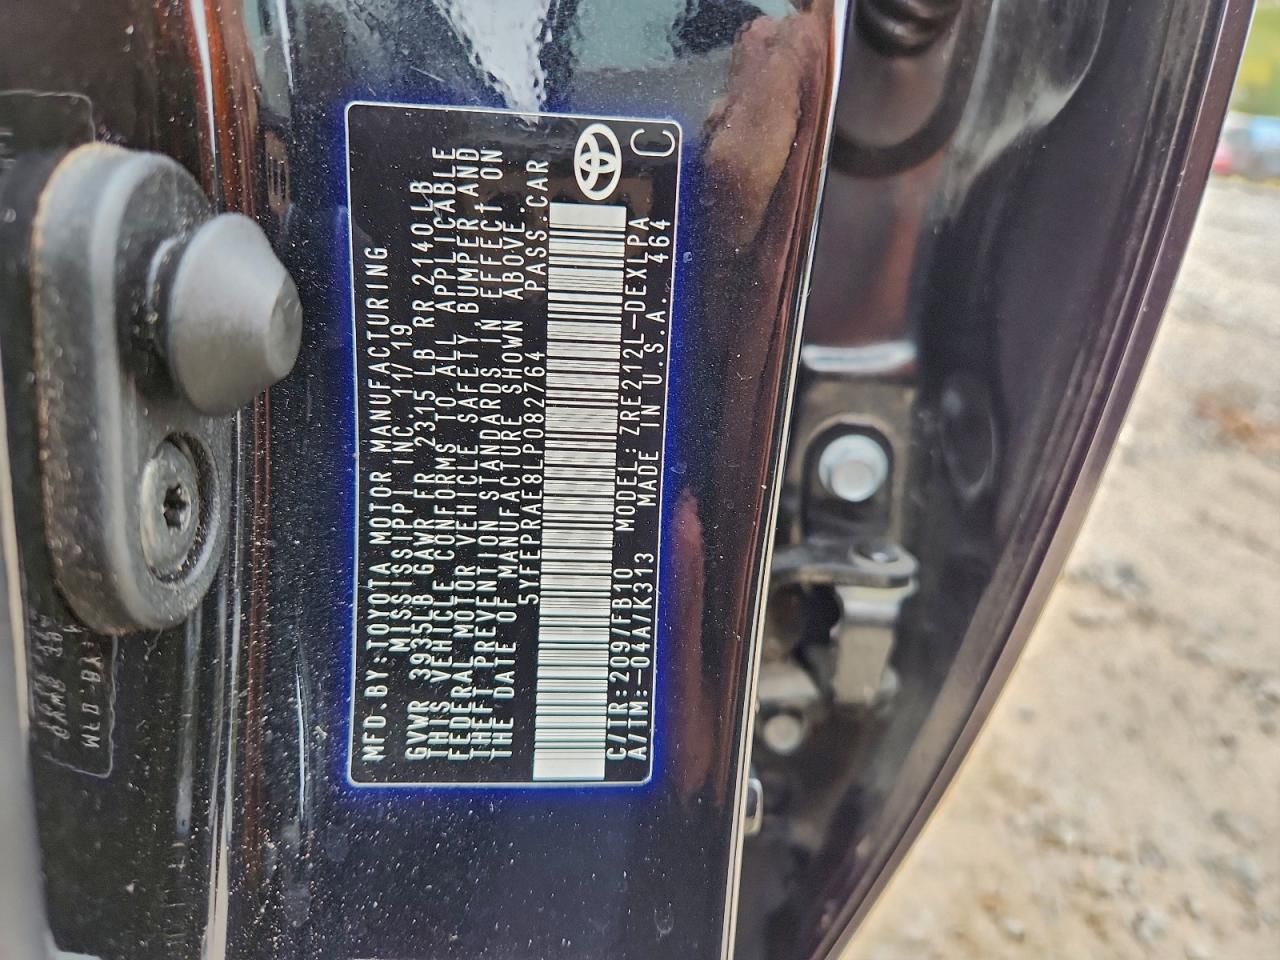 MFD.BY:TOYOTA MOTOR MANUFACTURING
MISSISSIPPI INC 11/19
GVWR 3935LB GAWR FR 2315 LB RR 2140LB
THIS VEHICLE CONFORMS TO ALL APPLICABLE
FEDERAL MOTOR VEHICLE SAFETY BUMPER AND
THEFT PREVENTION STANDARDS IN EFFECT ON
THE DATE OF MANUFACTURE SHOWN ABOVE.
5YFEPRAE8LP082764 PASS.CAR
C/TR:209/FB10 MODEL:ZRE212L-DEXLPA
A/TM:-04A/K313 MADE IN U.S.A. 464
C